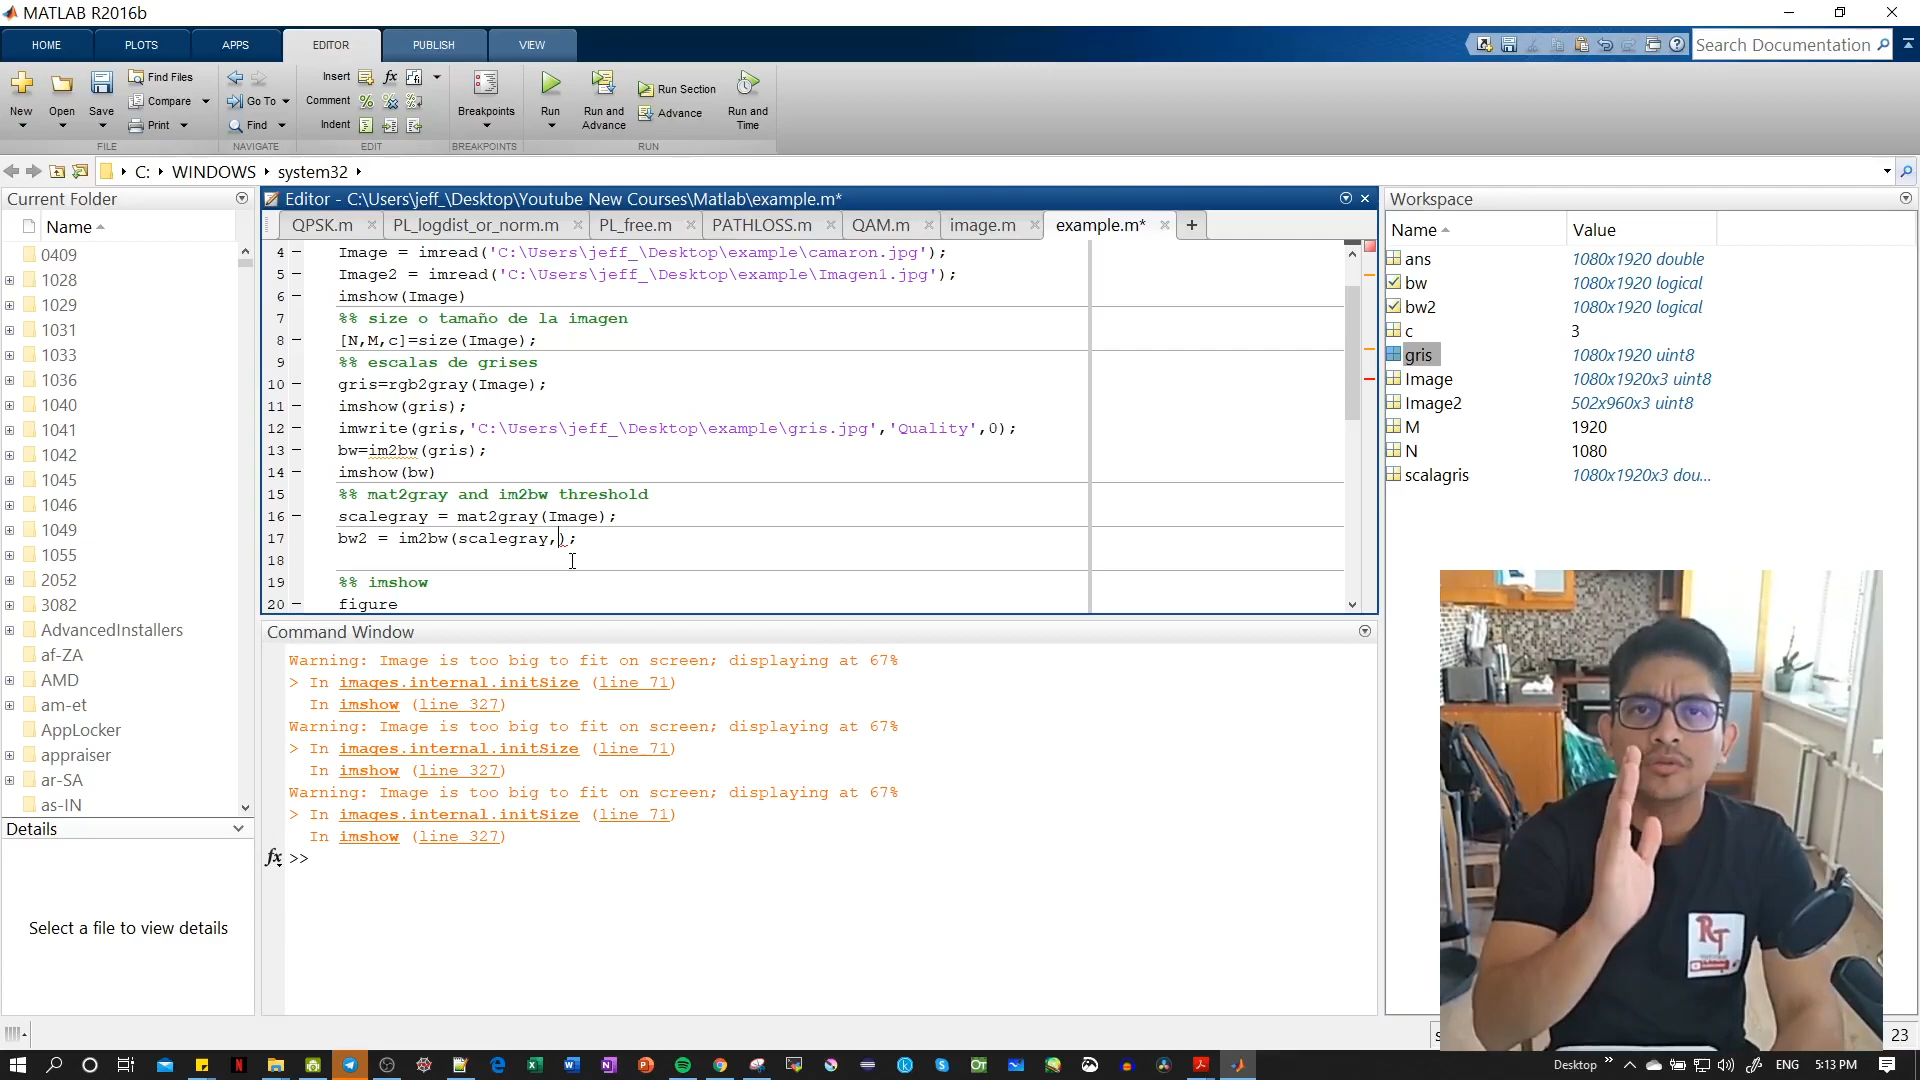 MATLAB R2016b
HOME PLOTS APPS EDITOR PUBLISH VIEW
Search Documentation
New Open Save Find Files Compare Print
Go To Find
Insert fx
Comment
Indent
Breakpoints Run Run and Advance Run Section Advance Run and Time
FILE NAVIGATE EDIT BREAKPOINTS RUN
C: WINDOWS system32
Current Folder
Name
0409
1028
1029
1031
1033
1036
1040
1041
1042
1045
1046
1049
1055
2052
3082
AdvancedInstallers
af-ZA
AMD
am-et
AppLocker
appraiser
ar-SA
as-IN
Details
Select a file to view details
Editor - C:\Users\jeff_\Desktop\Youtube New Courses\Matlab\example.m*
QPSK.m PL_logdist_or_norm.m PL_free.m PATHLOSS.m QAM.m image.m example.m*
4 Image = imread('C:\Users\jeff_\Desktop\example\camaron.jpg');
5 Image2 = imread('C:\Users\jeff_\Desktop\example\Imagen1.jpg');
6 imshow(Image)
7 %% size o tamaño de la imagen
8 [N,M,c]=size(Image);
9 %% escalas de grises
10 gris=rgb2gray(Image);
11 imshow(gris);
12 imwrite(gris,'C:\Users\jeff_\Desktop\example\gris.jpg','Quality',0);
13 bw=im2bw(gris);
14 imshow(bw)
15 %% mat2gray and im2bw threshold
16 scalegray = mat2gray(Image);
17 bw2 = im2bw(scalegray,);
18
19 %% imshow
20 figure
Command Window
Warning: Image is too big to fit on screen; displaying at 67%
> In images.internal.initSize (line 71)
In imshow (line 327)
Warning: Image is too big to fit on screen; displaying at 67%
> In images.internal.initSize (line 71)
In imshow (line 327)
Warning: Image is too big to fit on screen; displaying at 67%
> In images.internal.initSize (line 71)
In imshow (line 327)
fx >>
Workspace
Name Value
ans 1080x1920 double
bw 1080x1920 logical
bw2 1080x1920 logical
c 3
gris 1080x1920 uint8
Image 1080x1920x3 uint8
Image2 502x960x3 uint8
M 1920
N 1080
scalagris 1080x1920x3 dou...
RT
23
Desktop ENG 5:13 PM